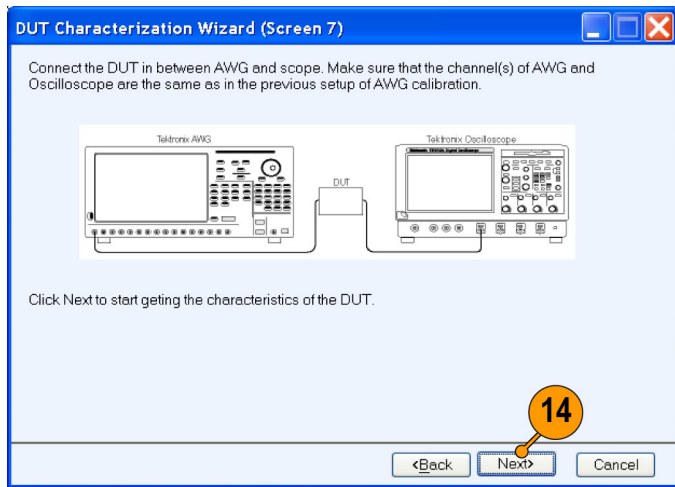 DUT Characterization Wizard (Screen 7)
Connect the DUT in between AWG and scope. Make sure that the channel(s) of AWG and
Oscilloscope are the same as in the previous setup of AWG calibration.
Tektronix AWG
Tektronix Oscilloscope
DUT
Click Next to start geting the characteristics of the DUT.
14
<Back
Next>
Cancel